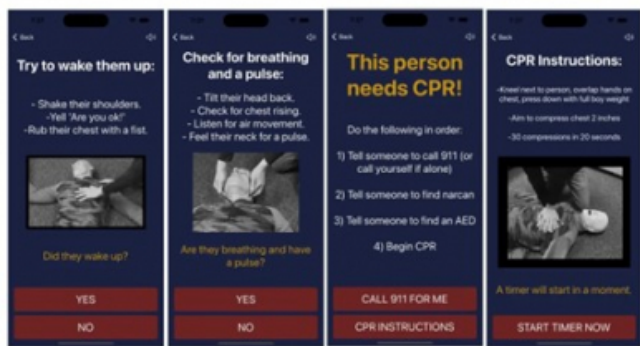 Back
Try to wake them up:
- Shake their shoulders.
-Yell 'Are you ok!'
-Rub their chest with a fist.
Did they wake up?
YES
NO
Back
Check for breathing
and a pulse:
- Tilt their head back.
- Check for chest rising.
- Listen for air movement.
- Feel their neck for a pulse.
Are they breathing and have
a pulse?
YES
NO
Back
This person
needs CPR!
Do the following in order:
1) Tell someone to call 911 (or
call yourself if alone)
2) Tell someone to find narcan
3) Tell someone to find an AED
4) Begin CPR
CALL 911 FOR ME
CPR INSTRUCTIONS
Back
CPR Instructions:
-Kneel next to person, overlap hands on
chest, press down with full boy weight
-Aim to compress chest 2 inches
-30 compressions in 20 seconds
A timer will start in a moment.
START TIMER NOW